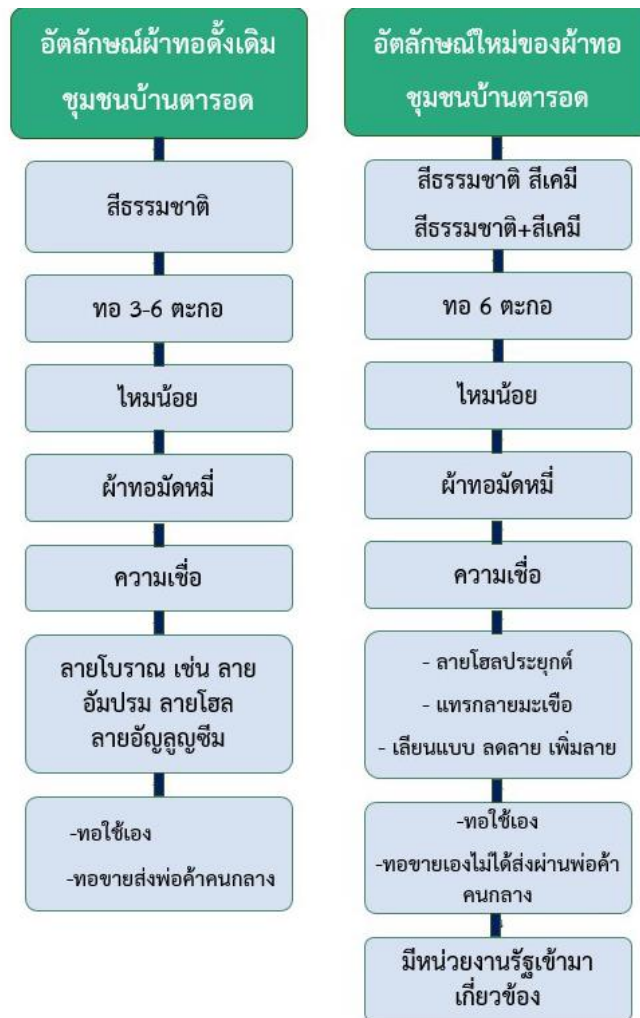 อัตลักษณ์ผ้าทอดั้งเดิม
ชุมชนบ้านตารอด
สีธรรมชาติ
ทอ 3-6 ตะกอ
ไหมน้อย
ผ้าทอมัดหมี่
ความเชื่อ
ลายโบราณ เช่น ลาย
อัมปรม ลายโฮล
ลายอัญลูญซีม
-ทอใช้เอง
-ทอขายส่งพ่อค้าคนกลาง
อัตลักษณ์ใหม่ของผ้าทอ
ชุมชนบ้านตารอด
สีธรรมชาติ สีเคมี
สีธรรมชาติ+สีเคมี
ทอ 6 ตะกอ
ไหมน้อย
ผ้าทอมัดหมี่
ความเชื่อ
- ลายโฮลประยุกต์
- แทรกลายมะเขือ
- เลียนแบบ ลดลาย เพิ่มลาย
-ทอใช้เอง
-ทอขายเองไม่ได้ส่งผ่านพ่อค้า
คนกลาง
มีหน่วยงานรัฐเข้ามา
เกี่ยวข้อง